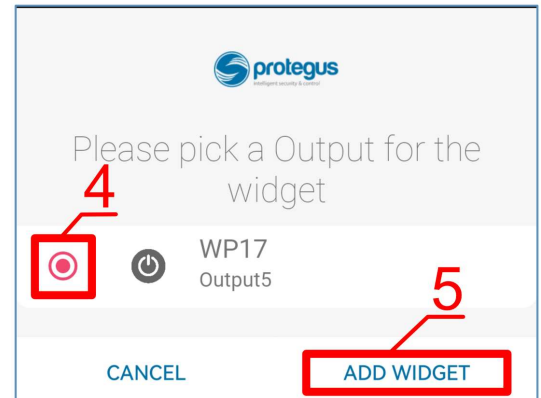 protegus
intelligent security & control
Please pick a Output for the
widget
4
WP17
Output5
5
CANCEL
ADD WIDGET